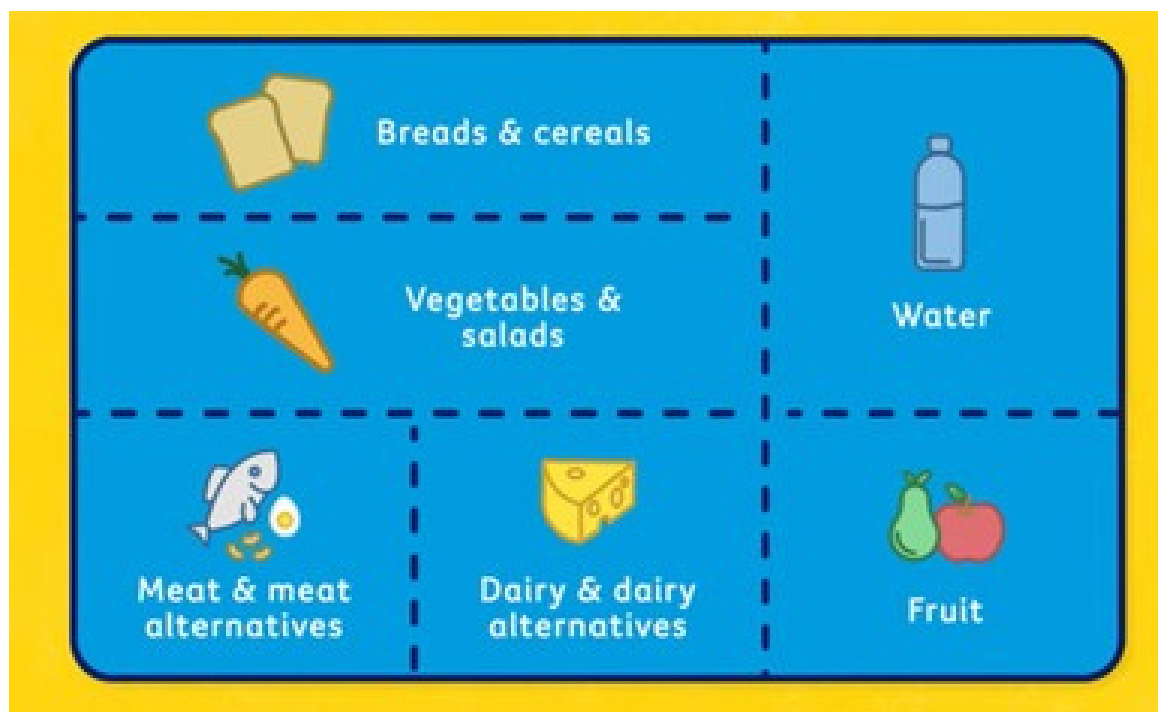 Breads & cereals
Vegetables &
salads
Water
Meat & meat
alternatives
Dairy & dairy
alternatives
Fruit